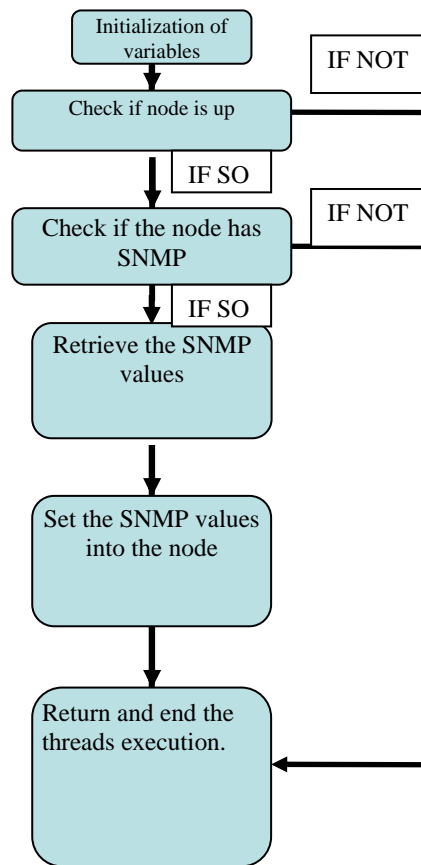 Initialization of
variables
IF NOT
Check if node is up
IF SO
IF NOT
Check if the node has
SNMP
IF SO
Retrieve the SNMP
values
Set the SNMP values
into the node
Return and end the
threads execution.